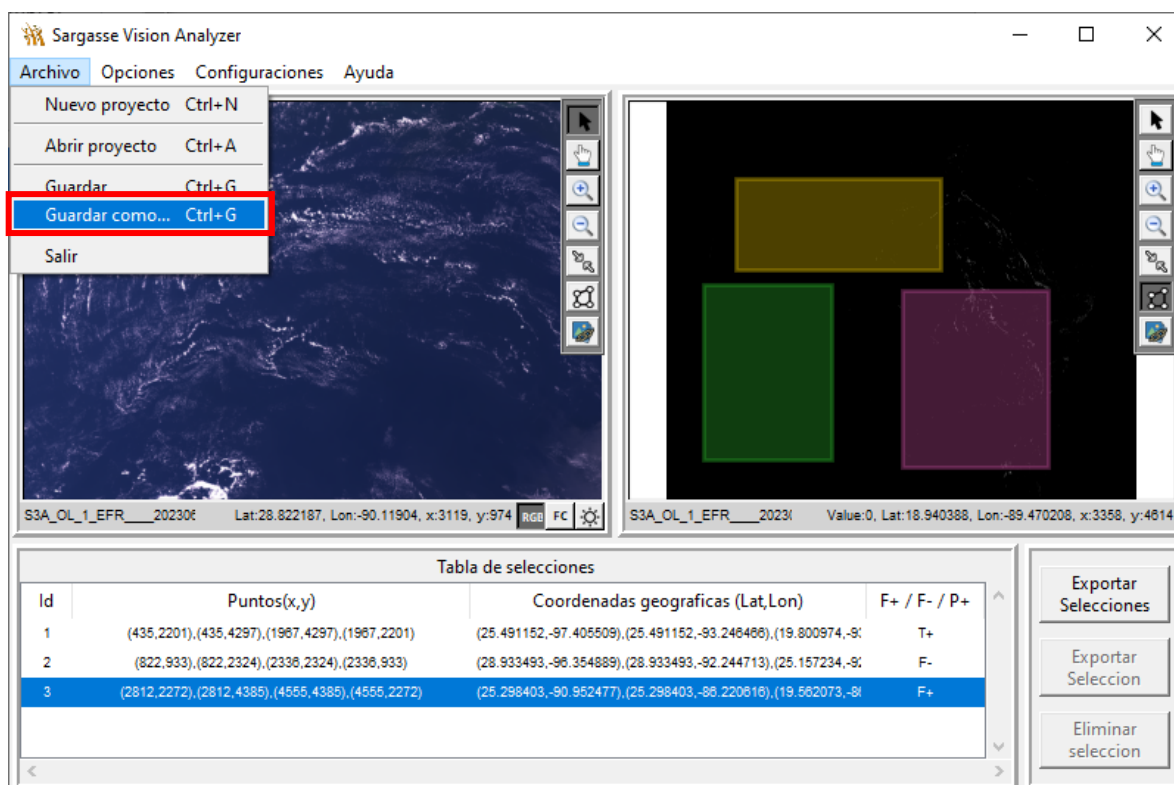 Sargasse Vision Analyzer
Archivo Opciones Configuraciones Ayuda
Nuevo proyecto Ctrl+N
Abrir proyecto Ctrl+A
Guardar Ctrl+G
Guardar como... Ctrl+G
Salir
S3A_OL_1_EFR____202306 Lat:28.822187, Lon:-90.11904, x:3119, y:974 RGB FC
S3A_OL_1_EFR____2023( Value:0, Lat:18.940388, Lon:-89.470208, x:3358, y:4614
Tabla de selecciones
Id Puntos(x,y) Coordenadas geograficas (Lat,Lon) F+ / F- / P+
1 (435,2201),(435,4297),(1967,4297),(1967,2201) (25.491152,-97.405509),(25.491152,-93.246466),(19.800974,-9 T+
2 (822,933),(822,2324),(2336,2324),(2336,933) (28.933493,-96.354889),(28.933493,-92.244713),(25.157234,-92 F-
3 (2812,2272),(2812,4385),(4555,4385),(4555,2272) (25.298403,-90.952477),(25.298403,-86.220616),(19.562073,-8 F+
Exportar
Selecciones
Exportar
Seleccion
Eliminar
seleccion